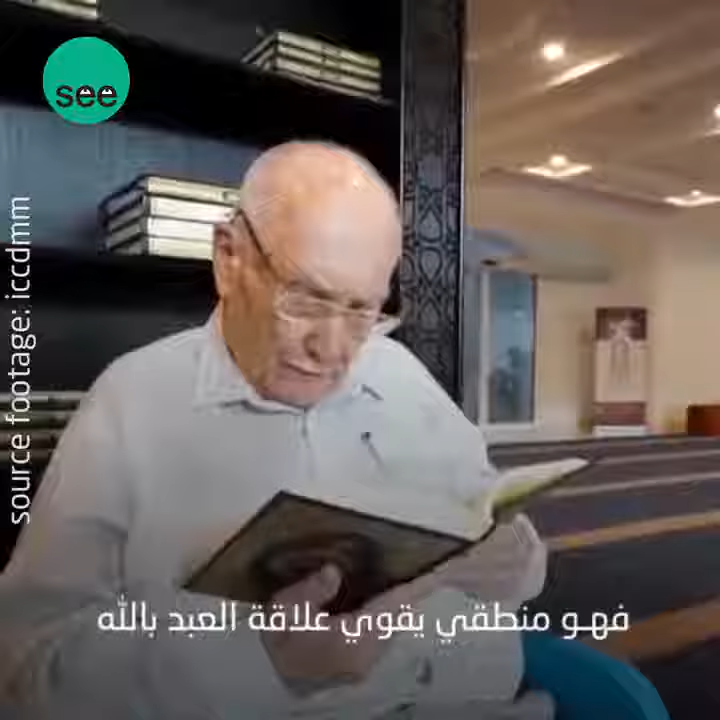 see
source footage: iccdmm
فهو منطقي يقوي علاقة العبد بالله